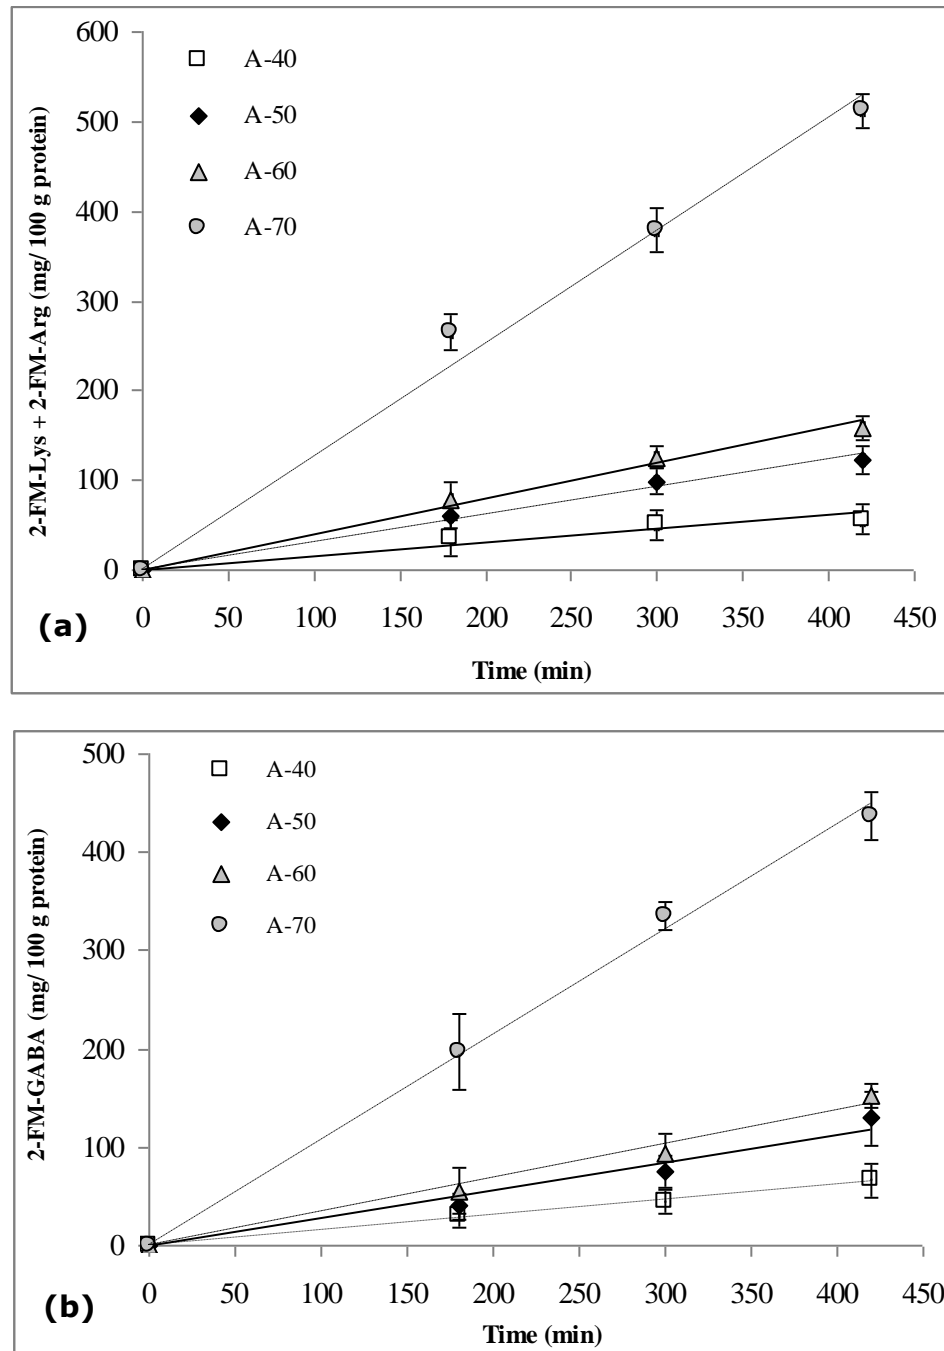 600
500
400
300
200
100
0
A-40
A-50
A-60
A-70
2-FM-Lys + 2-FM-Arg (mg/ 100 g protein)
0 50 100 150 200 250 300 350 400 450
(a)
Time (min)
500
400
300
200
100
0
A-40
A-50
A-60
A-70
2-FM-GABA (mg/ 100 g protein)
0 50 100 150 200 250 300 350 400 450
(b)
Time (min)